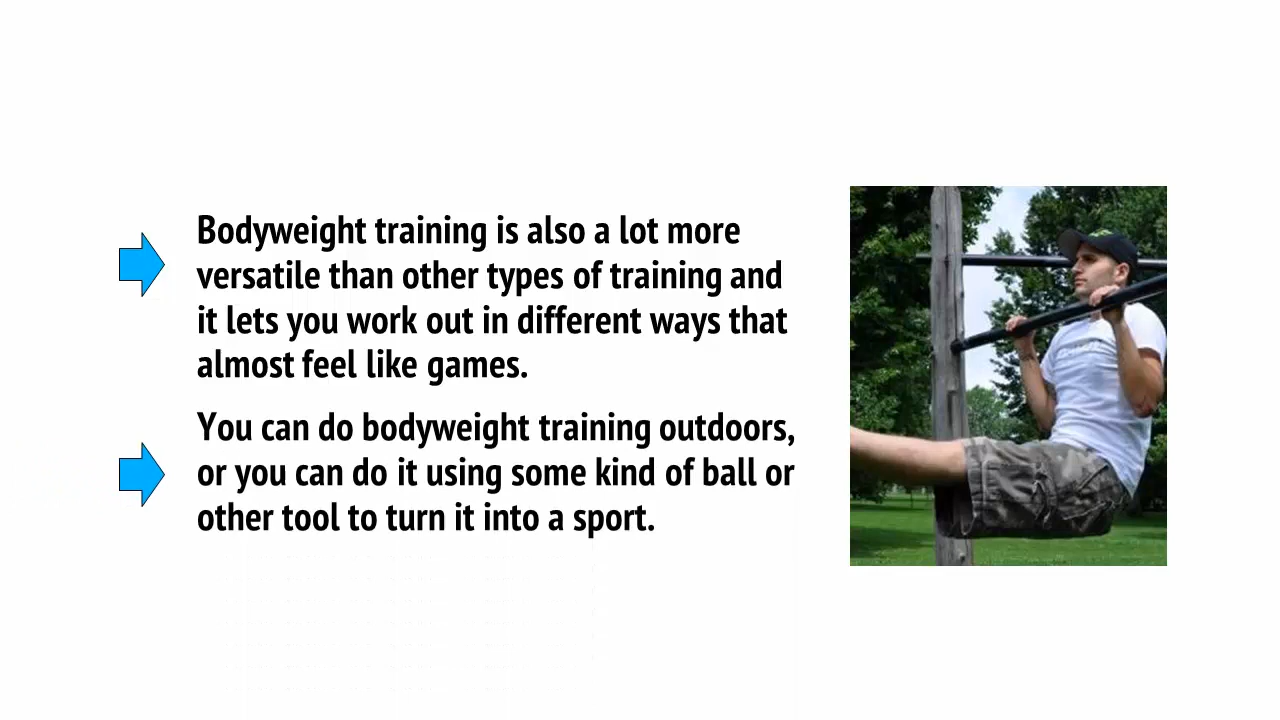 Bodyweight training is also a lot more
versatile than other types of training and
it lets you work out in different ways that
almost feel like games.
You can do bodyweight training outdoors,
or you can do it using some kind of ball or
other tool to turn it into a sport.